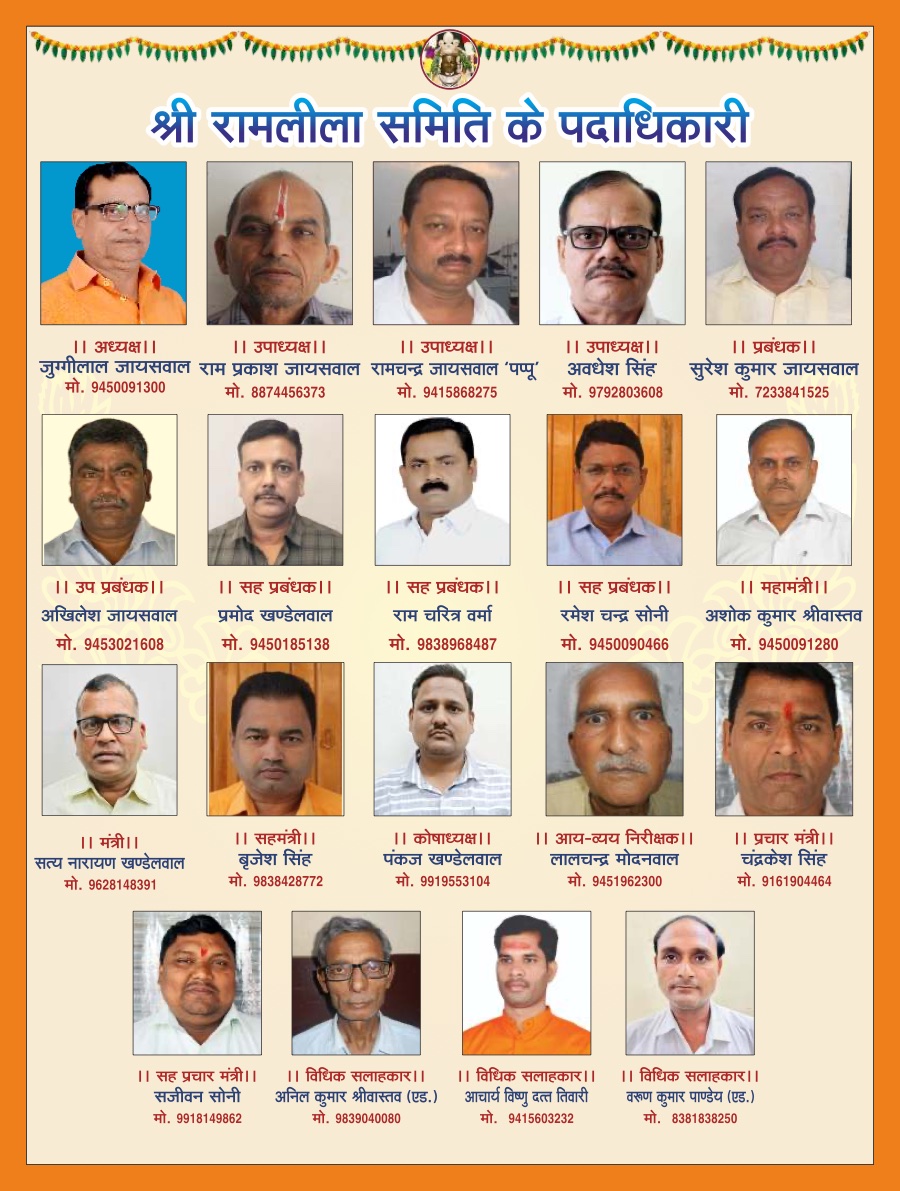 श्री रामलीला समिति के पदाधिकारी
।। अध्यक्ष।।
जुग्गीलाल जायसवाल
मो. 9450091300
।। उपाध्यक्ष।।
राम प्रकाश जायसवाल
मो. 8874456373
।। उपाध्यक्ष।।
रामचन्द्र जायसवाल 'पप्पू'
मो. 9415868275
।। उपाध्यक्ष।।
अवधेश सिंह
मो. 9792803608
।। प्रबंधक।।
सुरेश कुमार जायसवाल
मो. 7233841525
।। उप प्रबंधक।।
अखिलेश जायसवाल
मो. 9453021608
।। सह प्रबंधक।।
प्रमोद खण्डेलवाल
मो. 9450185138
।। सह प्रबंधक।।
राम चरित्र वर्मा
मो. 9838968487
।। सह प्रबंधक।।
रमेश चन्द्र सोनी
मो. 9450090466
।। महामंत्री।।
अशोक कुमार श्रीवास्तव
मो. 9450091280
।। मंत्री।।
सत्य नारायण खण्डेलवाल
मो. 9628148391
।। सहमंत्री।।
बृजेश सिंह
मो. 9838428772
।। कोषाध्यक्ष।।
पंकज खण्डेलवाल
मो. 9919553104
।। आय-व्यय निरीक्षक।।
लालचन्द्र मोदनवाल
मो. 9451962300
।। प्रचार मंत्री।।
चंद्रकेश सिंह
मो. 9161904464
।। सह प्रचार मंत्री।।
सजीवन सोनी
मो. 9918149862
।। विधिक सलाहकार।।
अनिल कुमार श्रीवास्तव (एड.)
मो. 9839040080
।। विधिक सलाहकार।।
आचार्य विष्णु दत्त तिवारी
मो. 9415603232
।। विधिक सलाहकार।।
वरूण कुमार पाण्डेय (एड.)
मो. 8381838250